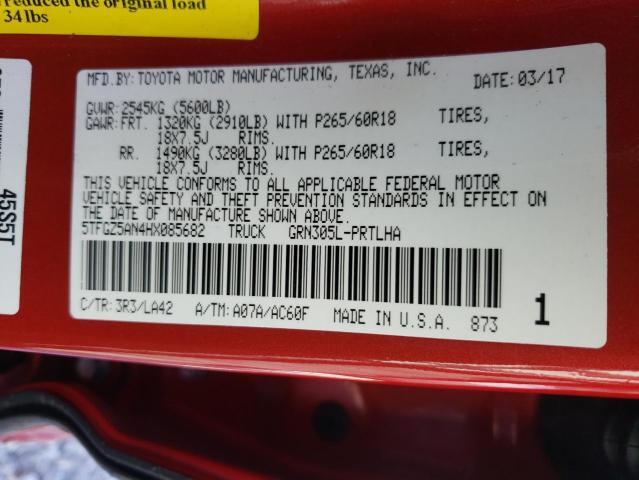 reduced the original load
34lbs
MFD.BY: TOYOTA MOTOR MANUFACTURING, TEXAS, INC. DATE: 03/17
GVWR: 2545KG (5600LB)
GAWR: FRT. 1320KG (2910LB) WITH P265/60R18 TIRES,
18X7.5J RIMS.
RR. 1490KG (3280LB) WITH P265/60R18 TIRES,
18X7.5J RIMS.
THIS VEHICLE CONFORMS TO ALL APPLICABLE FEDERAL MOTOR
VEHICLE SAFETY AND THEFT PREVENTION STANDARDS IN EFFECT ON
THE DATE OF MANUFACTURE SHOWN ABOVE.
5TFGZ5AN4HX085682 TRUCK GRN305L-PRTLHA
C/TR: 3R3/LA42 A/TM: A07A/AC60F MADE IN U.S.A. 873 1
45S5T